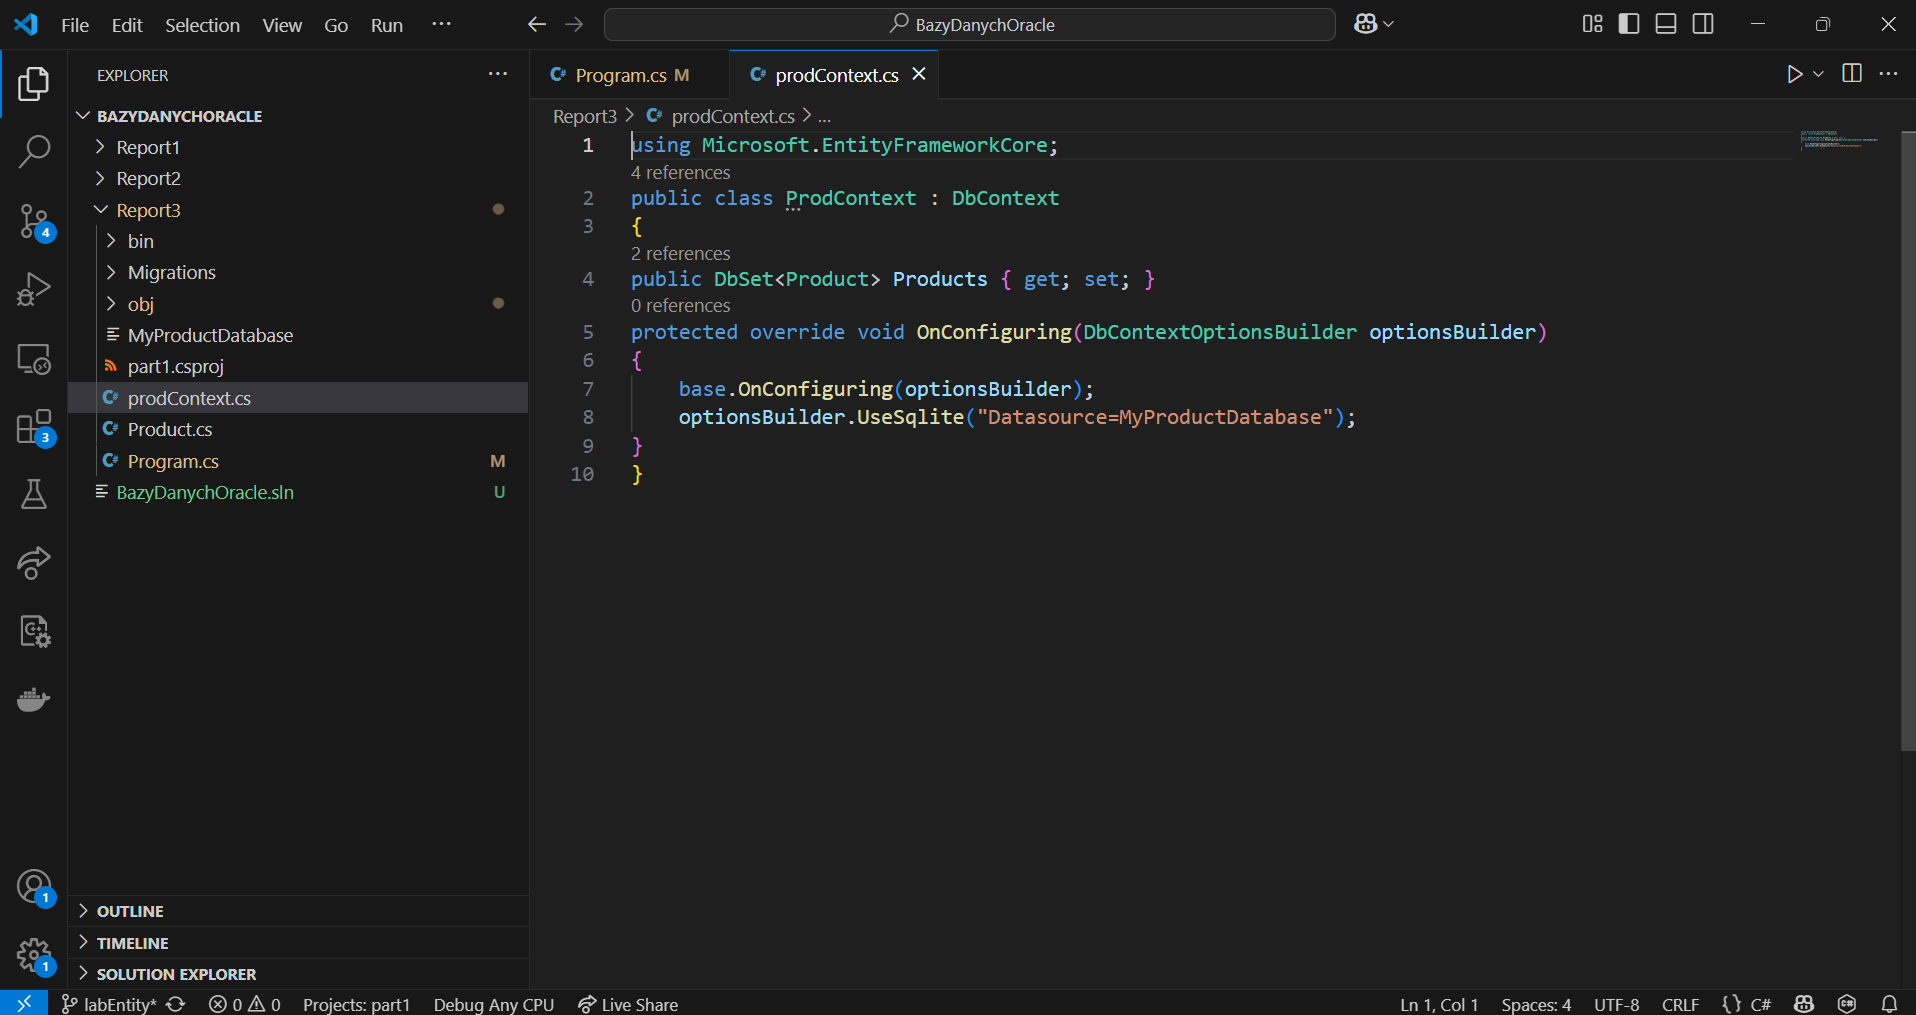 File Edit Selection View Go Run ···
BazyDanychOracle
EXPLORER
BAZYDANYCHORACLE
Report1
Report2
Report3
bin
Migrations
obj
MyProductDatabase
part1.csproj
prodContext.cs
Product.cs
Program.cs M
BazyDanychOracle.sln U
OUTLINE
TIMELINE
SOLUTION EXPLORER
4
3
1
1
Program.cs M prodContext.cs
Report3 > prodContext.cs > ...
1 using Microsoft.EntityFrameworkCore;
4 references
2 public class ProdContext : DbContext
3 {
2 references
4 public DbSet<Product> Products { get; set; }
0 references
5 protected override void OnConfiguring(DbContextOptionsBuilder optionsBuilder)
6 {
7 base.OnConfiguring(optionsBuilder);
8 optionsBuilder.UseSqlite("Datasource=MyProductDatabase");
9 }
10 }
labEntity* 0 0 Projects: part1 Debug Any CPU Live Share Ln 1, Col 1 Spaces: 4 UTF-8 CRLF {} C#